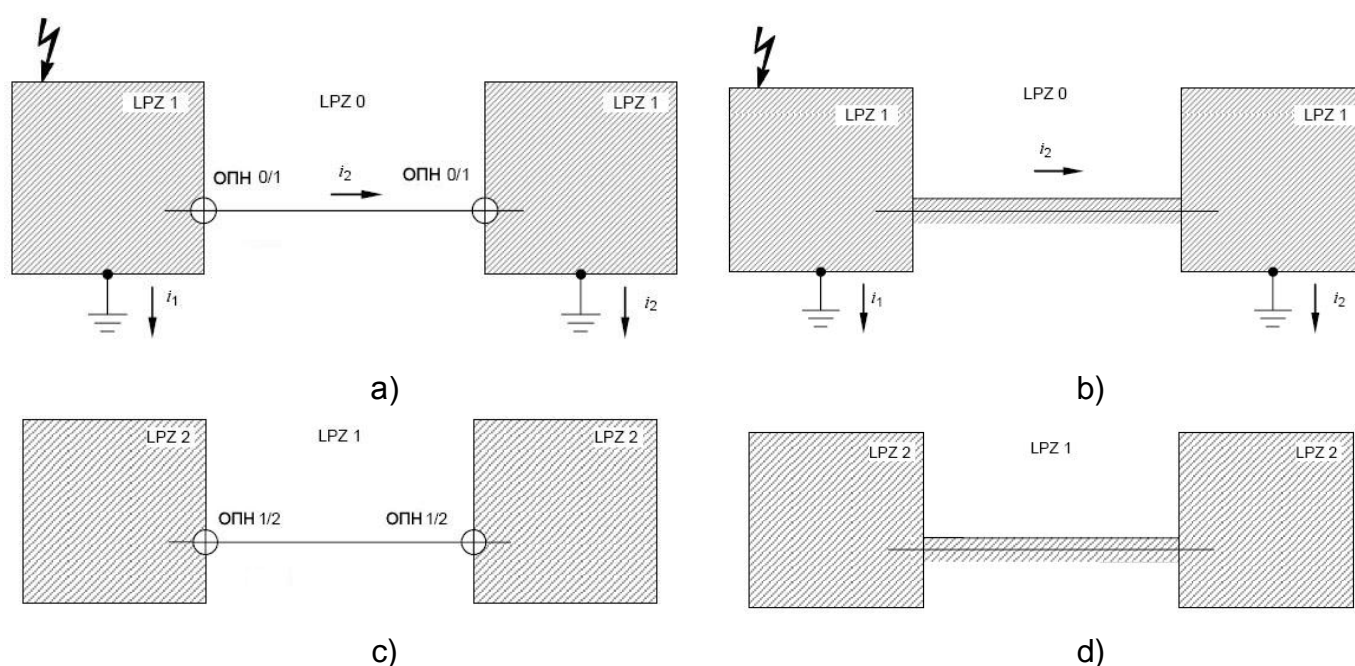 LPZ 1
LPZ 0
LPZ 1
ОПН 0/1
i2
ОПН 0/1
i1
i2
a)
LPZ 0
LPZ 1
LPZ 1
i2
i1
i2
b)
LPZ 2
LPZ 1
LPZ 2
ОПН 1/2
ОПН 1/2
c)
LPZ 2
LPZ 1
LPZ 2
d)